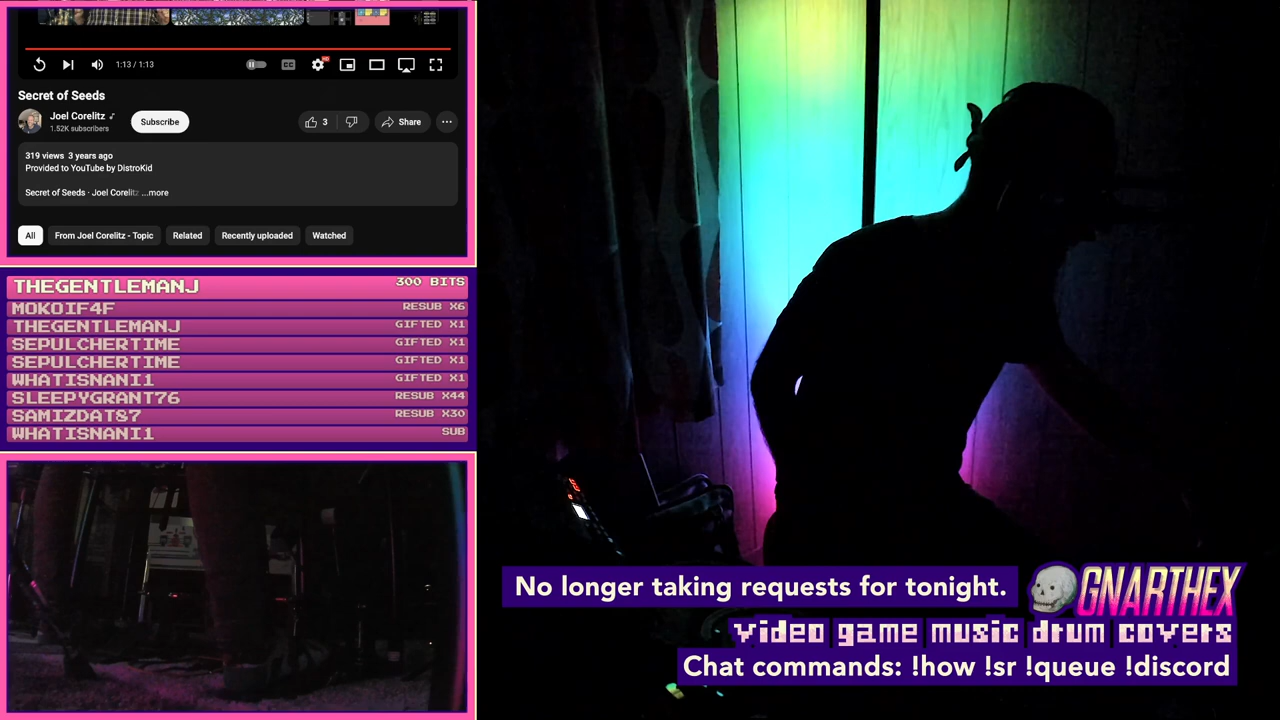 1:13 / 1:13
CC
HD
Secret of Seeds
Joel Corelitz
1.52K subscribers
Subscribe
3
Share
319 views 3 years ago
Provided to YouTube by DistroKid
Secret of Seeds · Joel Corelitz ...more
All
From Joel Corelitz - Topic
Related
Recently uploaded
Watched
THEGENTLEMANJ 300 BITS
MOKOIF4F RESUB X6
THEGENTLEMANJ GIFTED X1
SEPULCHERTIME GIFTED X1
SEPULCHERTIME GIFTED X1
WHATISNANI1 GIFTED X1
SLEEPYGRANT76 RESUB X44
SAMIZDAT87 RESUB X30
WHATISNANI1 SUB
No longer taking requests for tonight.
GNARTHEX
video game music drum covers
Chat commands: !how !sr !queue !discord